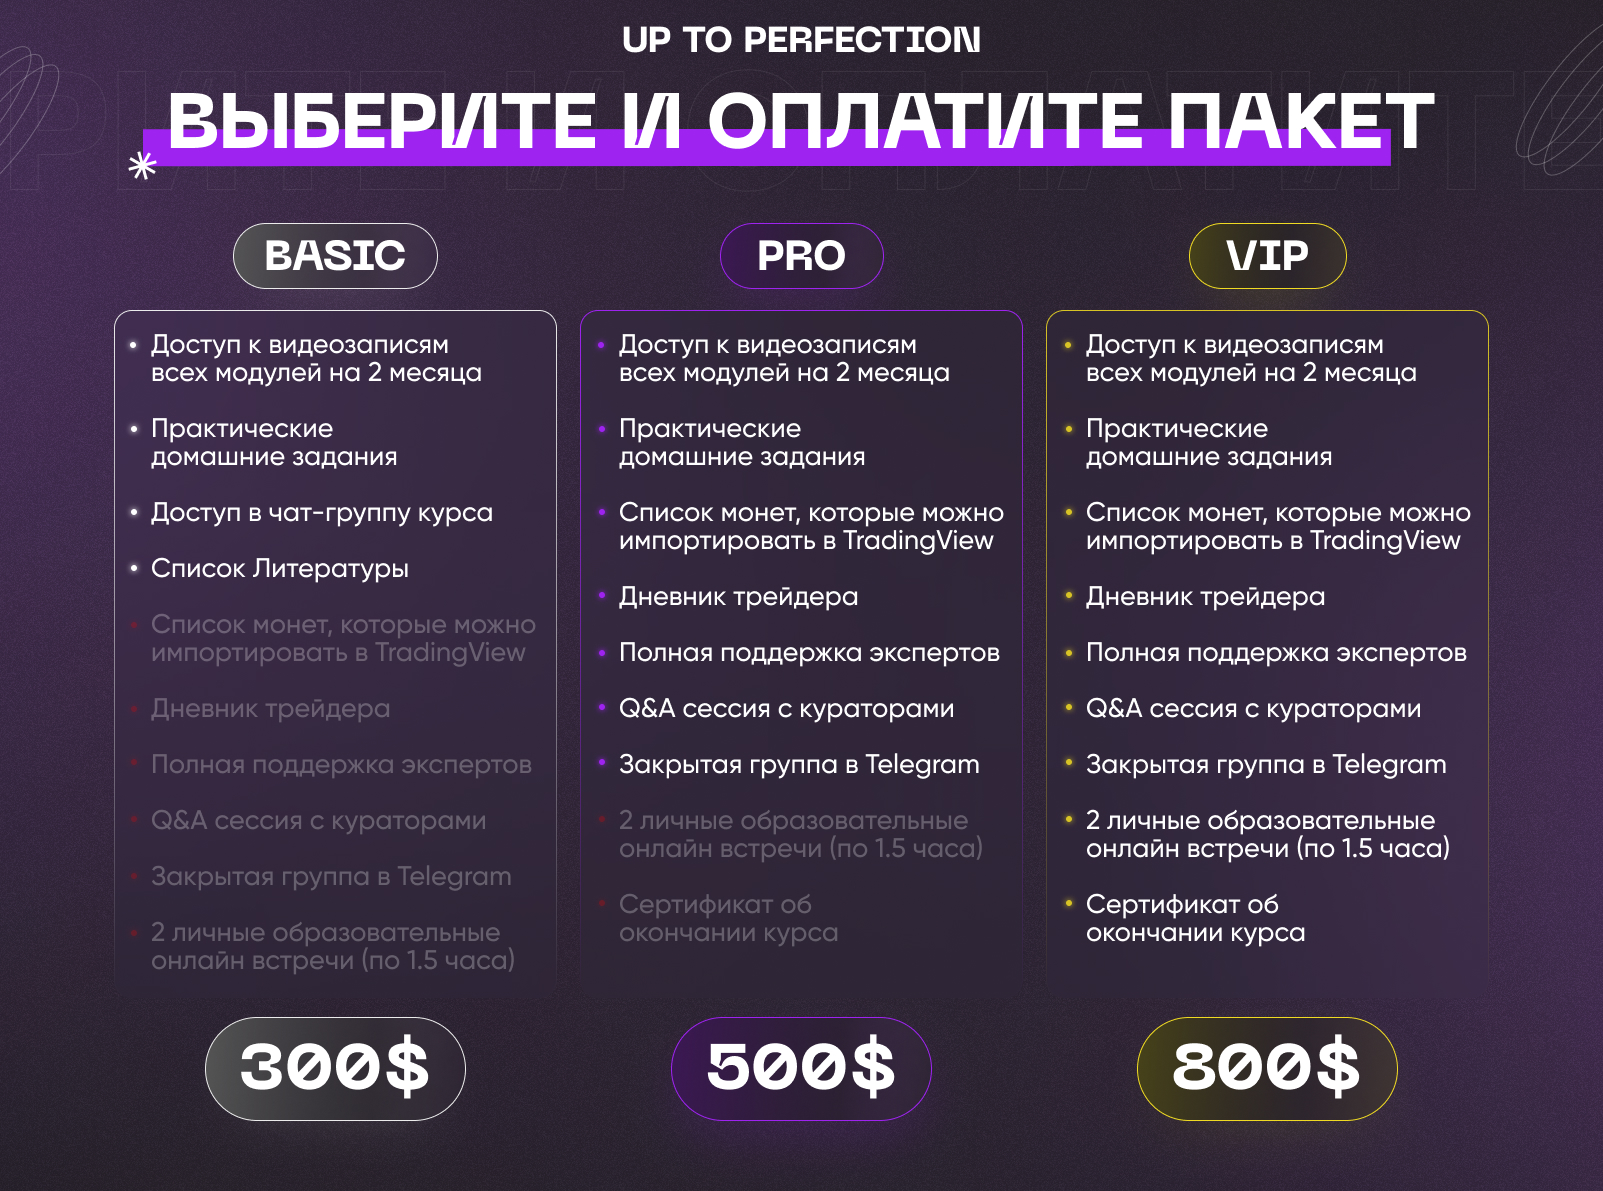 UP TO PERFECTION
ВЫБЕРИТЕ И ОПЛАТИТЕ ПАКЕТ
BASIC
• Доступ к видеозаписям
всех модулей на 2 месяца
• Практические
домашние задания
• Доступ в чат-группу курса
• Список Литературы
• Список монет, которые можно
импортировать в TradingView
• Дневник трейдера
• Полная поддержка экспертов
• Q&A сессия с кураторами
• Закрытая группа в Telegram
• 2 личные образовательные
онлайн встречи (по 1.5 часа)
300$
PRO
• Доступ к видеозаписям
всех модулей на 2 месяца
• Практические
домашние задания
• Список монет, которые можно
импортировать в TradingView
• Дневник трейдера
• Полная поддержка экспертов
• Q&A сессия с кураторами
• Закрытая группа в Telegram
• 2 личные образовательные
онлайн встречи (по 1.5 часа)
• Сертификат об
окончании курса
500$
VIP
• Доступ к видеозаписям
всех модулей на 2 месяца
• Практические
домашние задания
• Список монет, которые можно
импортировать в TradingView
• Дневник трейдера
• Полная поддержка экспертов
• Q&A сессия с кураторами
• Закрытая группа в Telegram
• 2 личные образовательные
онлайн встречи (по 1.5 часа)
• Сертификат об
окончании курса
800$